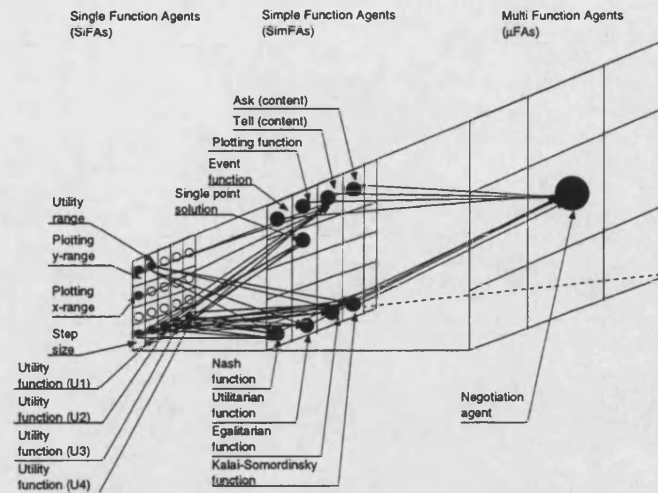 Single Function Agents
(SiFAs)
Simple Function Agents
(SimFAs)
Multi Function Agents
(µFAs)
Ask (content)
Tell (content)
Plotting function
Event
function
Single point
solution
Utility
range
Plotting
y-range
Plotting
x-range
Step
size
Utility
function (U1)
Utility
function (U2)
Utility
function (U3)
Utility
function (U4)
Nash
function
Utilitarian
function
Egalitarian
function
Kalai-Somordinsky
function
Negotiation
agent